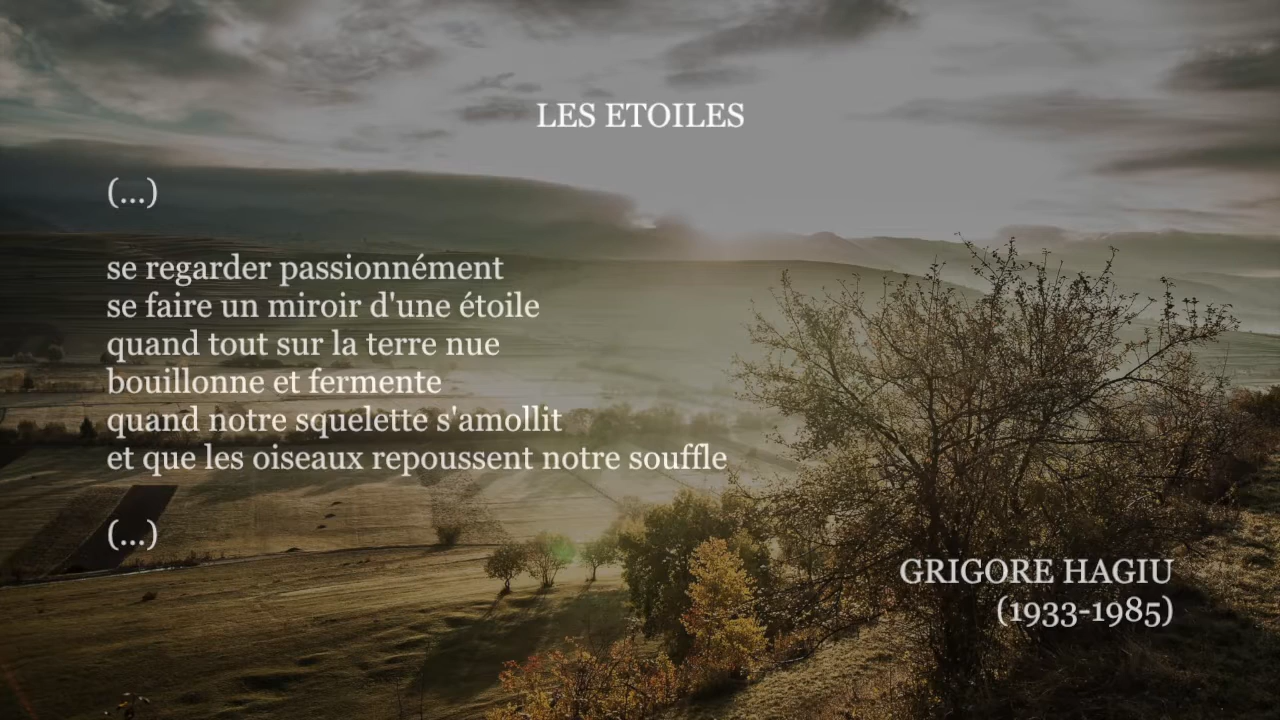 LES ETOILES
(...)
se regarder passionnément
se faire un miroir d'une étoile
quand tout sur la terre nue
bouillonne et fermente
quand notre squelette s'amollit
et que les oiseaux repoussent notre souffle
(...)
GRIGORE HAGIU
(1933-1985)